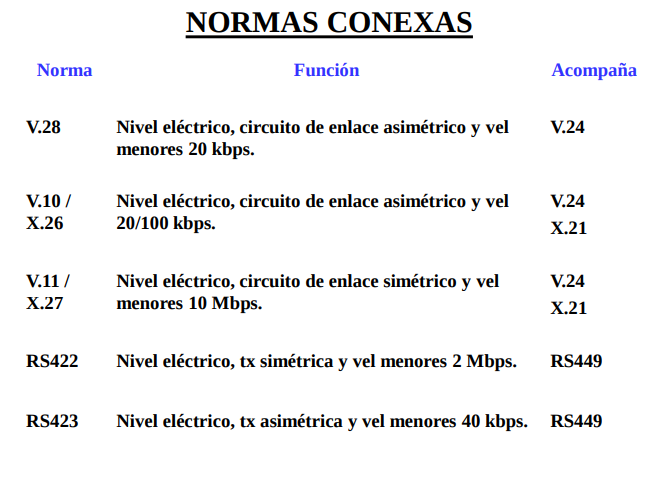 NORMAS CONEXAS
Norma Función Acompaña
V.28 Nivel eléctrico, circuito de enlace asimétrico y vel V.24
menores 20 kbps.
V.10 / Nivel eléctrico, circuito de enlace asimétrico y vel V.24
X.26 20/100 kbps. X.21
V.11 / Nivel eléctrico, circuito de enlace simétrico y vel V.24
X.27 menores 10 Mbps. X.21
RS422 Nivel eléctrico, tx simétrica y vel menores 2 Mbps. RS449
RS423 Nivel eléctrico, tx asimétrica y vel menores 40 kbps. RS449